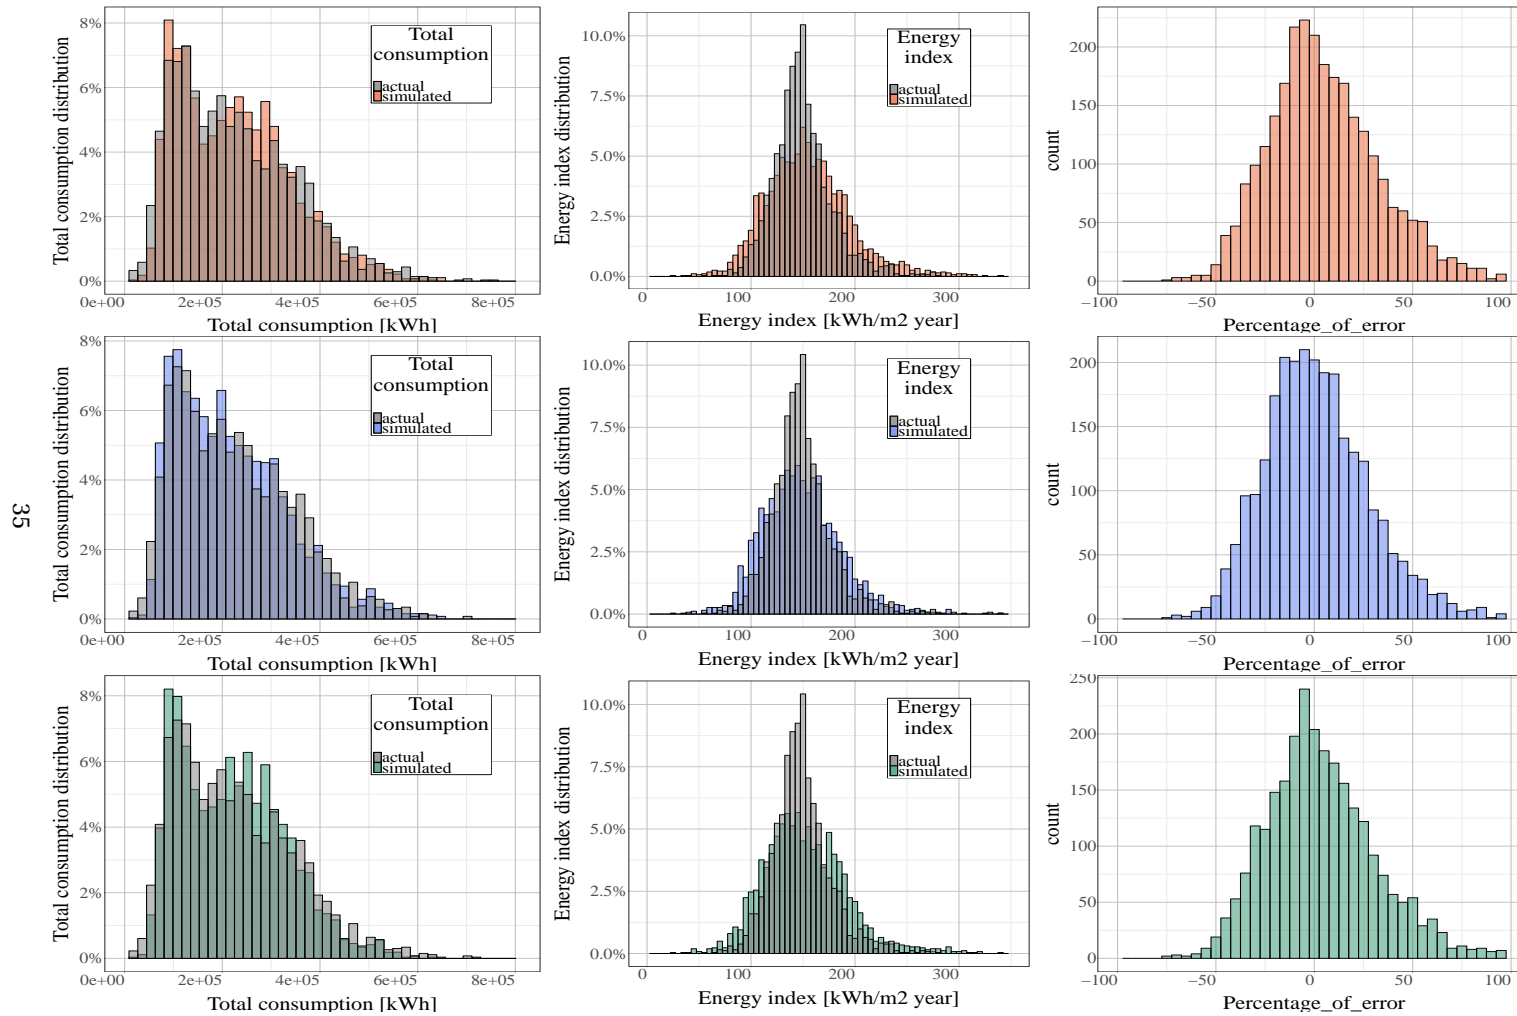 8%
6%
4%
2%
0%
Total consumption distribution
Total
consumption
actual
simulated
0e+00
2e+05
4e+05
6e+05
8e+05
Total consumption [kWh]
10.0%
7.5%
5.0%
2.5%
0.0%
Energy index distribution
Energy
index
actual
simulated
0
100
200
300
Energy index [kWh/m2 year]
200
150
100
50
0
count
−100
−50
0
50
100
Percentage_of_error
8%
6%
4%
2%
0%
Total consumption distribution
Total
consumption
actual
simulated
0e+00
2e+05
4e+05
6e+05
8e+05
Total consumption [kWh]
10.0%
7.5%
5.0%
2.5%
0.0%
Energy index distribution
Energy
index
actual
simulated
0
100
200
300
Energy index [kWh/m2 year]
200
150
100
50
0
count
−100
−50
0
50
100
Percentage_of_error
35
8%
6%
4%
2%
0%
Total consumption distribution
Total
consumption
actual
simulated
0e+00
2e+05
4e+05
6e+05
8e+05
Total consumption [kWh]
10.0%
7.5%
5.0%
2.5%
0.0%
Energy index distribution
Energy
index
actual
simulated
0
100
200
300
Energy index [kWh/m2 year]
250
200
150
100
50
0
count
−100
−50
0
50
100
Percentage_of_error